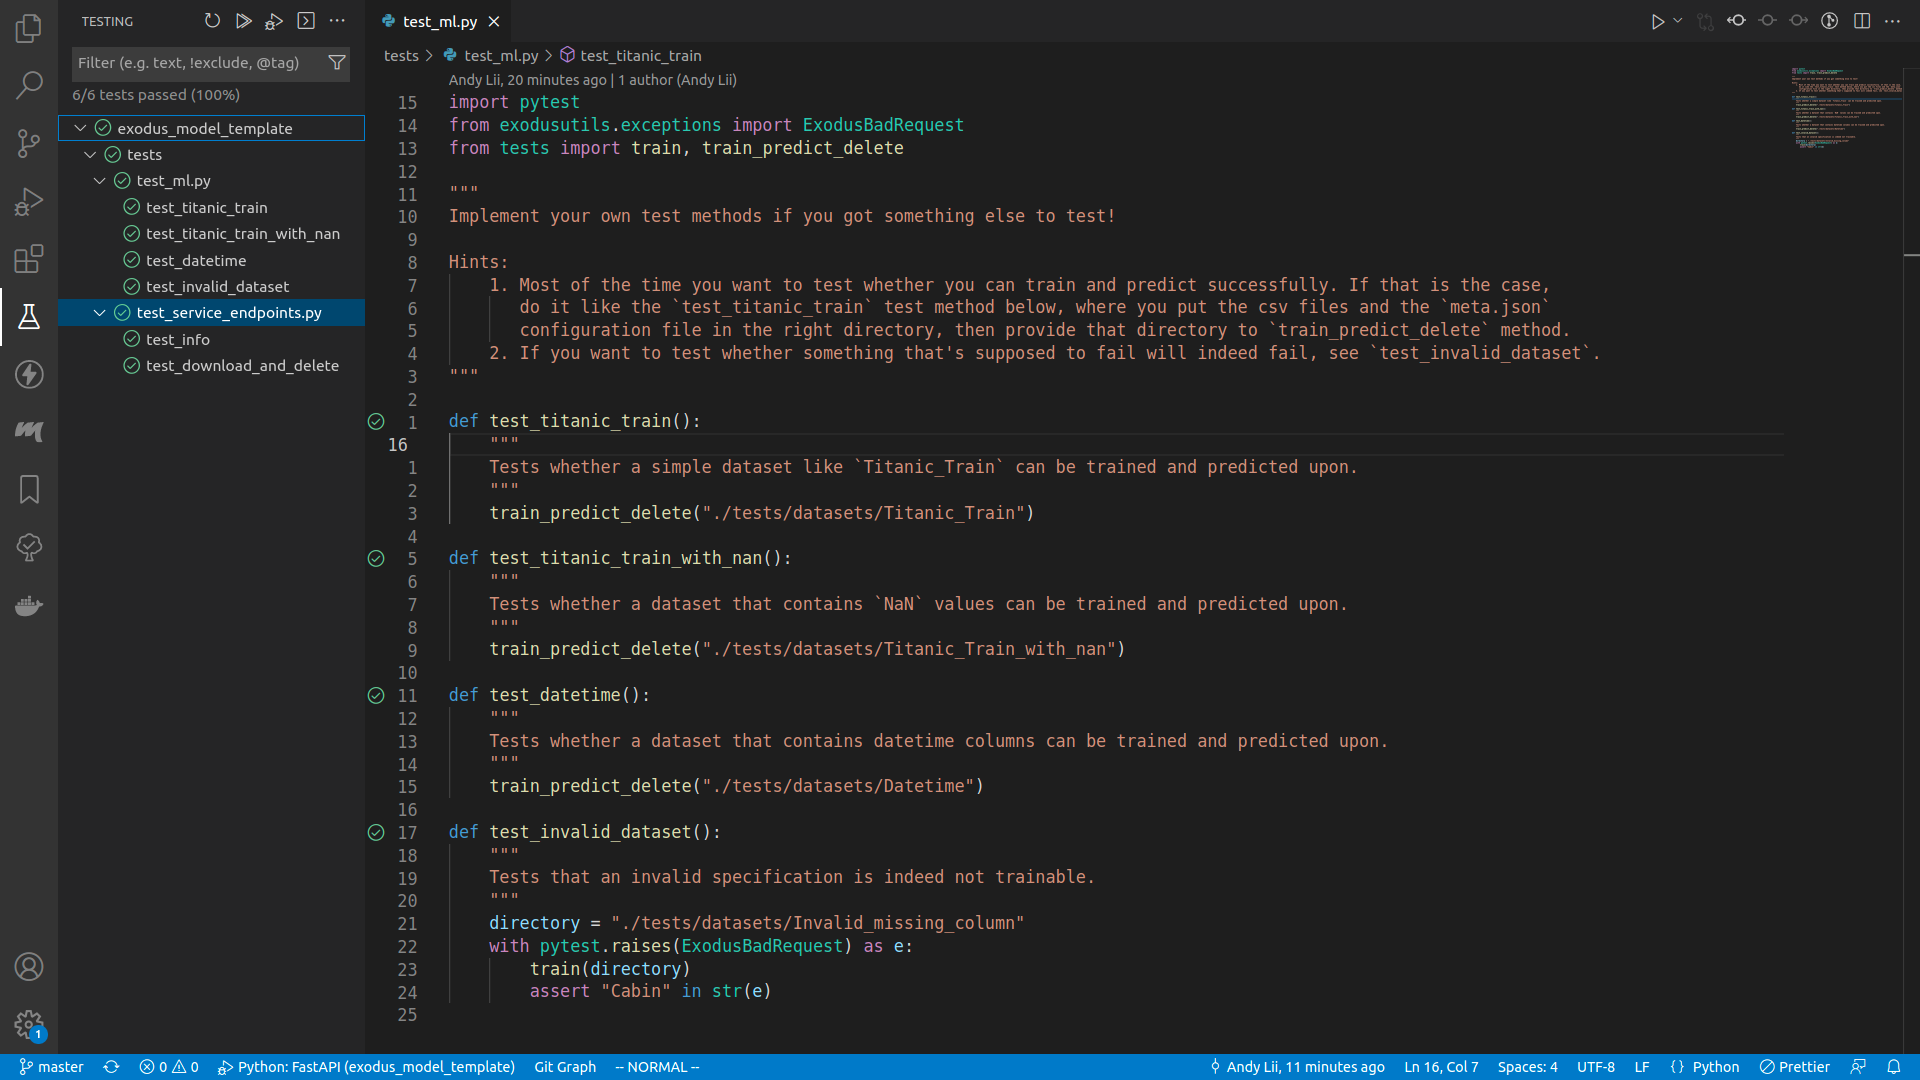 TESTING
Filter (e.g. text, !exclude, @tag)
6/6 tests passed (100%)
exodus_model_template
tests
test_ml.py
test_titanic_train
test_titanic_train_with_nan
test_datetime
test_invalid_dataset
test_service_endpoints.py
test_info
test_download_and_delete
1
test_ml.py
tests > test_ml.py > test_titanic_train
Andy Lii, 20 minutes ago | 1 author (Andy Lii)
15 import pytest
14 from exodusutils.exceptions import ExodusBadRequest
13 from tests import train, train_predict_delete
12
11 """
10 Implement your own test methods if you got something else to test!
9
8 Hints:
7 1. Most of the time you want to test whether you can train and predict successfully. If that is the case,
6 do it like the `test_titanic_train` test method below, where you put the csv files and the `meta.json`
5 configuration file in the right directory, then provide that directory to `train_predict_delete` method.
4 2. If you want to test whether something that's supposed to fail will indeed fail, see `test_invalid_dataset`.
3 """
2
1 def test_titanic_train():
16 """
1 Tests whether a simple dataset like `Titanic_Train` can be trained and predicted upon.
2 """
3 train_predict_delete("./tests/datasets/Titanic_Train")
4
5 def test_titanic_train_with_nan():
6 """
7 Tests whether a dataset that contains `NaN` values can be trained and predicted upon.
8 """
9 train_predict_delete("./tests/datasets/Titanic_Train_with_nan")
10
11 def test_datetime():
12 """
13 Tests whether a dataset that contains datetime columns can be trained and predicted upon.
14 """
15 train_predict_delete("./tests/datasets/Datetime")
16
17 def test_invalid_dataset():
18 """
19 Tests that an invalid specification is indeed not trainable.
20 """
21 directory = "./tests/datasets/Invalid_missing_column"
22 with pytest.raises(ExodusBadRequest) as e:
23 train(directory)
24 assert "Cabin" in str(e)
25
master 0 0 Python: FastAPI (exodus_model_template) Git Graph -- NORMAL -- Andy Lii, 11 minutes ago Ln 16, Col 7 Spaces: 4 UTF-8 LF {} Python Prettier